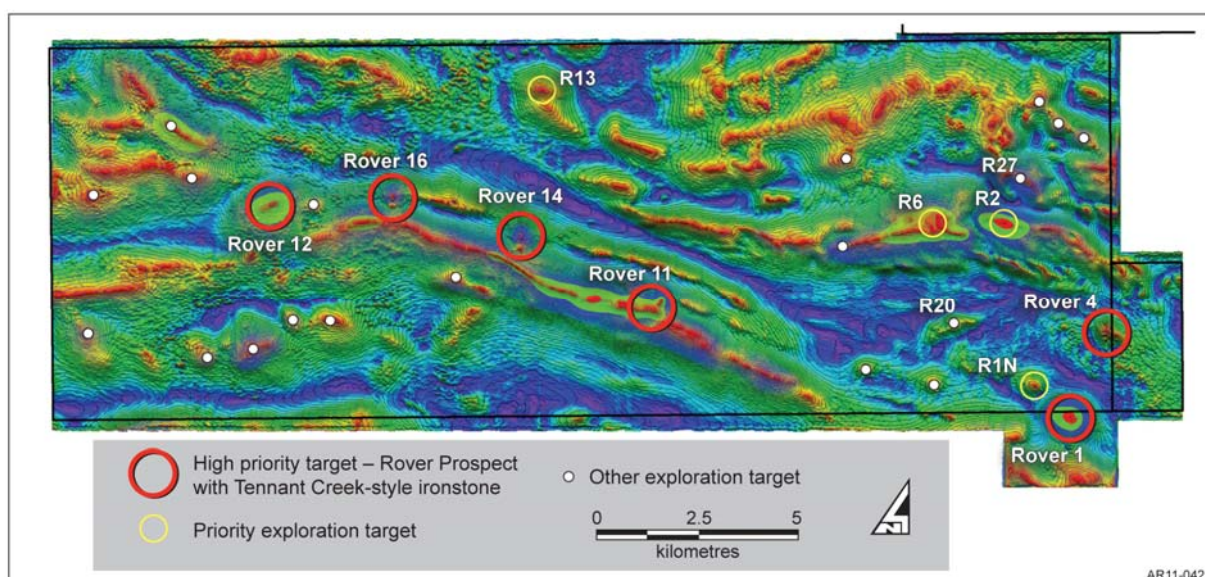 R13
Rover 16
R27
Rover 14
R6
R2
Rover 12
Rover 11
R20
Rover 4
R1N
Rover 1
High priority target – Rover Prospect
with Tennant Creek-style ironstone
Priority exploration target
Other exploration target
0 2.5 5
kilometres
N
AR11-042